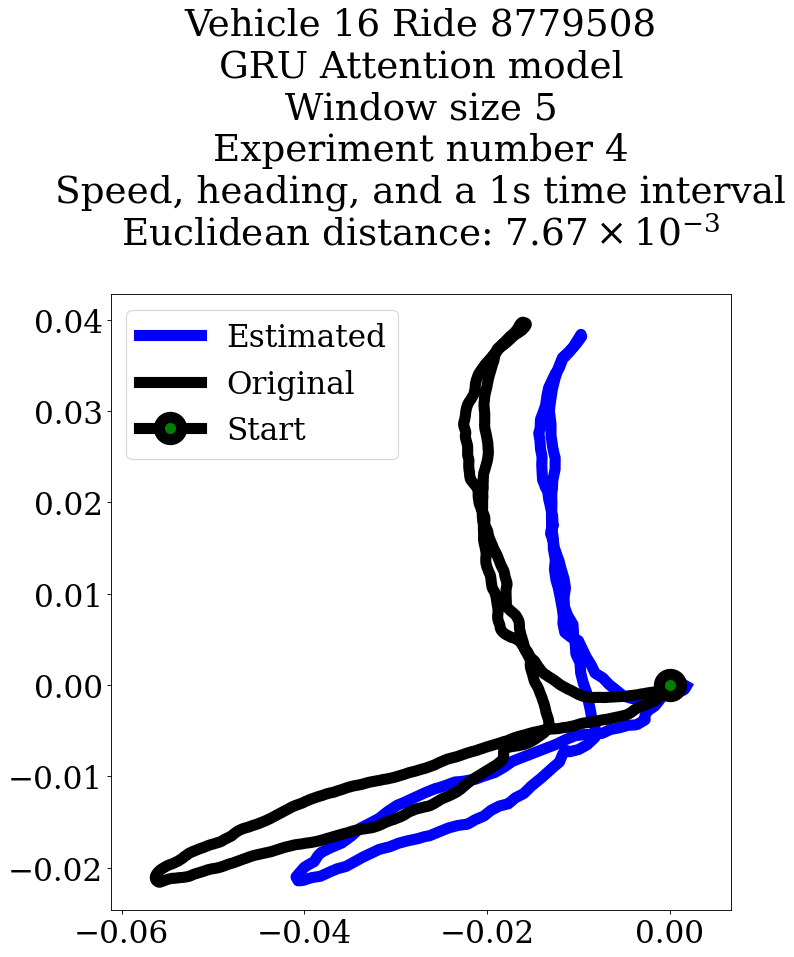 Vehicle 16 Ride 8779508
GRU Attention model
Window size 5
Experiment number 4
Speed, heading, and a 1s time interval
Euclidean distance: 7.67 × 10⁻³
Estimated
Original
Start
0.04
0.03
0.02
0.01
0.00
−0.01
−0.02
−0.06 −0.04 −0.02 0.00